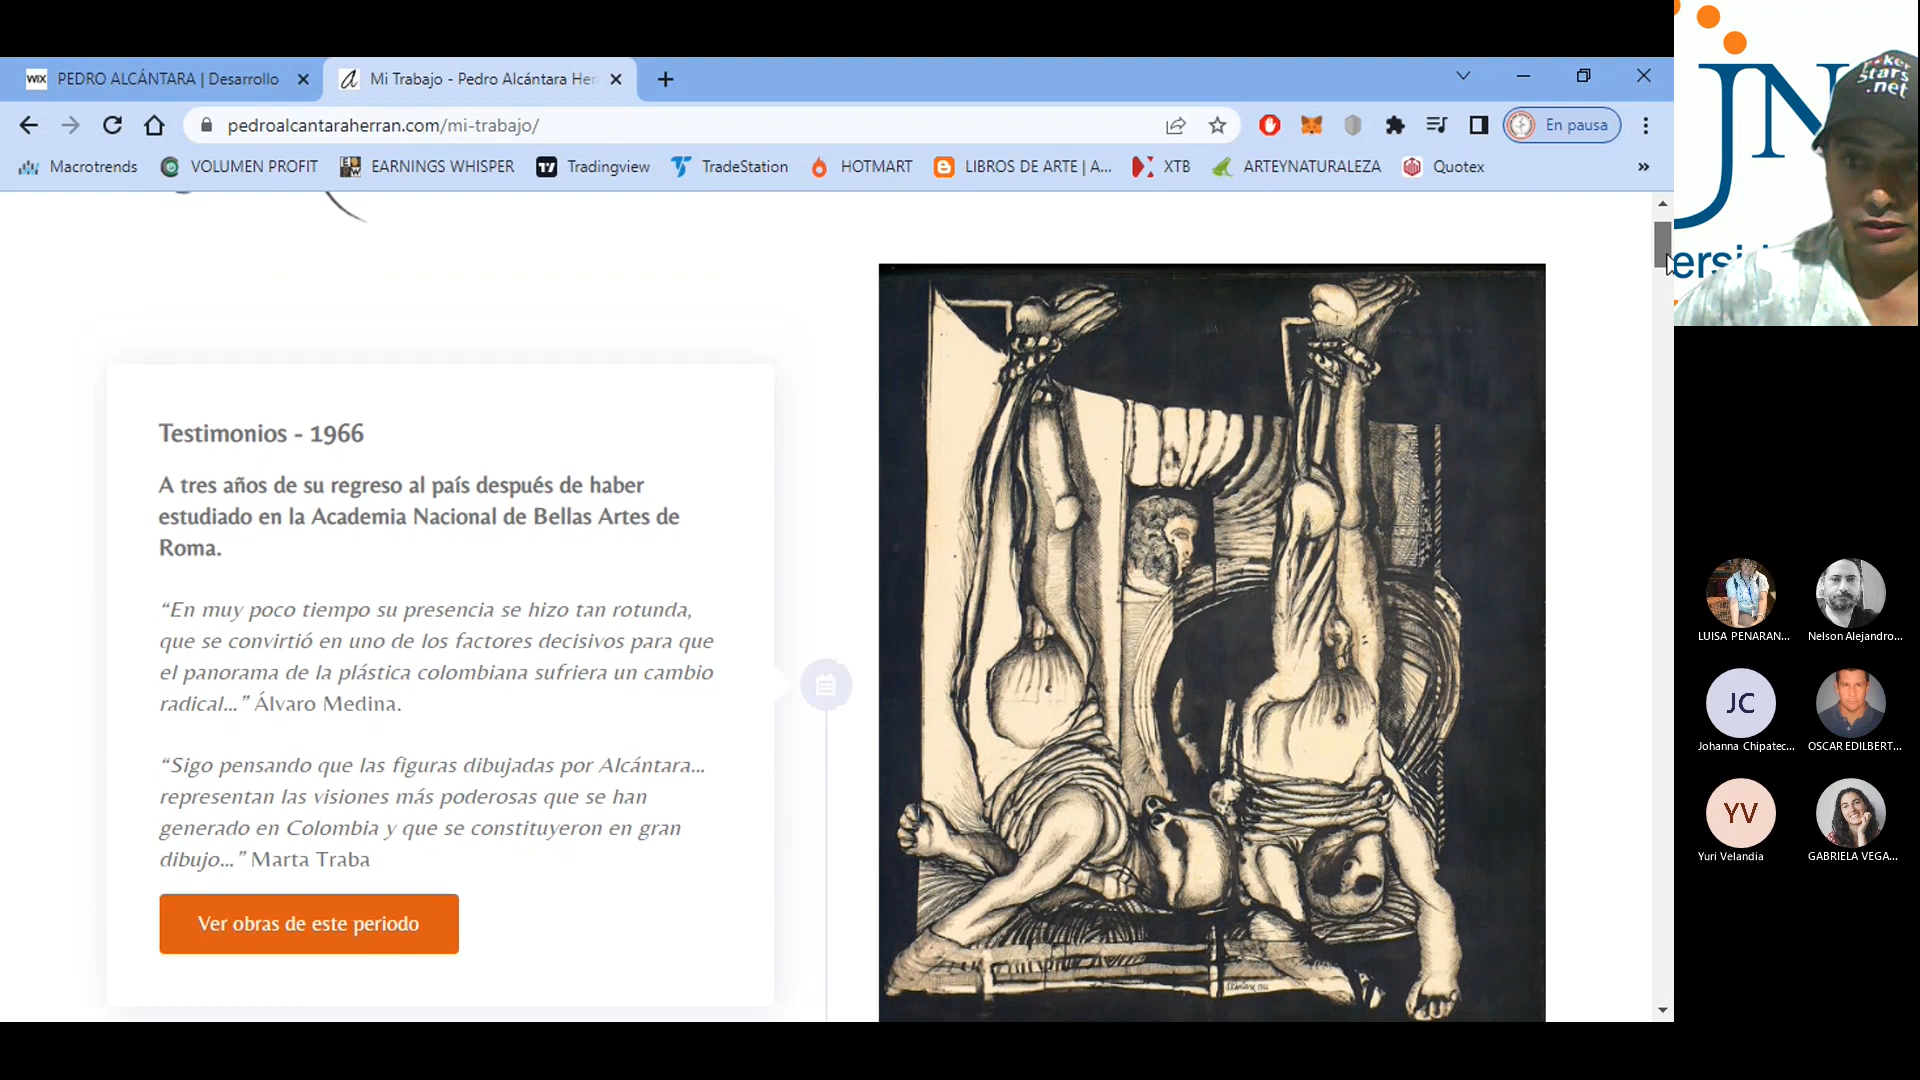 PEDRO ALCÁNTARA | Desarrollo
Mi Trabajo - Pedro Alcántara Her
pedroalcantaraherran.com/mi-trabajo/
En pausa
Macrotrends
VOLUMEN PROFIT
EARNINGS WHISPER
Tradingview
TradeStation
HOTMART
LIBROS DE ARTE | A...
XTB
ARTEYNATURALEZA
Quotex
»
Testimonios - 1966
A tres años de su regreso al país después de haber
estudiado en la Academia Nacional de Bellas Artes de
Roma.
“En muy poco tiempo su presencia se hizo tan rotunda,
que se convirtió en uno de los factores decisivos para que
el panorama de la plástica colombiana sufriera un cambio
radical...” Álvaro Medina.
“Sigo pensando que las figuras dibujadas por Alcántara...
representan las visiones más poderosas que se han
generado en Colombia y que se constituyeron en gran
dibujo...” Marta Traba
Ver obras de este periodo
JN
ersi
P★ker
Stars
.net
LUISA PENARAN...
Nelson Alejandro...
JC
Johanna Chipatec...
OSCAR EDILBERT...
YV
Yuri Velandia
GABRIELA VEGA...